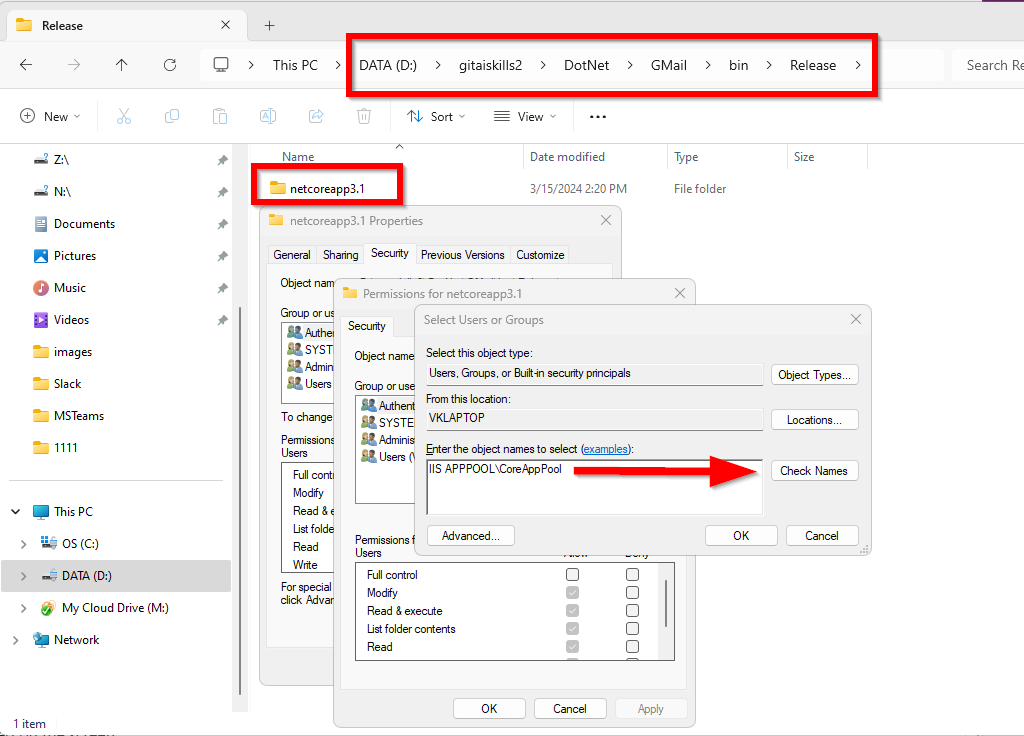 Release
This PC
DATA (D:)
gitaiskills2
DotNet
GMail
bin
Release
Search Re
New
Sort
View
Name
Date modified
Type
Size
netcoreapp3.1
3/15/2024 2:20 PM
File folder
Z:\
N:\
Documents
Pictures
Music
Videos
images
Slack
MSTeams
1111
This PC
OS (C:)
DATA (D:)
My Cloud Drive (M:)
Network
1 item
netcoreapp3.1 Properties
General
Sharing
Security
Previous Versions
Customize
Object nam
Group or us
Authen
SYST
Admin
Users
To change
Permissions
Users
Full contr
Modify
Read & e
List folder
Read
Write
For special
click Advar
Permissions for netcoreapp3.1
Security
Object name
Group or use
Authent
SYSTE
Adminis
Users (V
Permissions f
Users
Full control
Modify
Read & execute
List folder contents
Read
OK
Cancel
Apply
Select Users or Groups
Select this object type:
Users, Groups, or Built-in security principals
Object Types...
From this location:
VKLAPTOP
Locations...
Enter the object names to select (examples):
IIS APPPOOL\CoreAppPool
Check Names
Advanced...
OK
Cancel